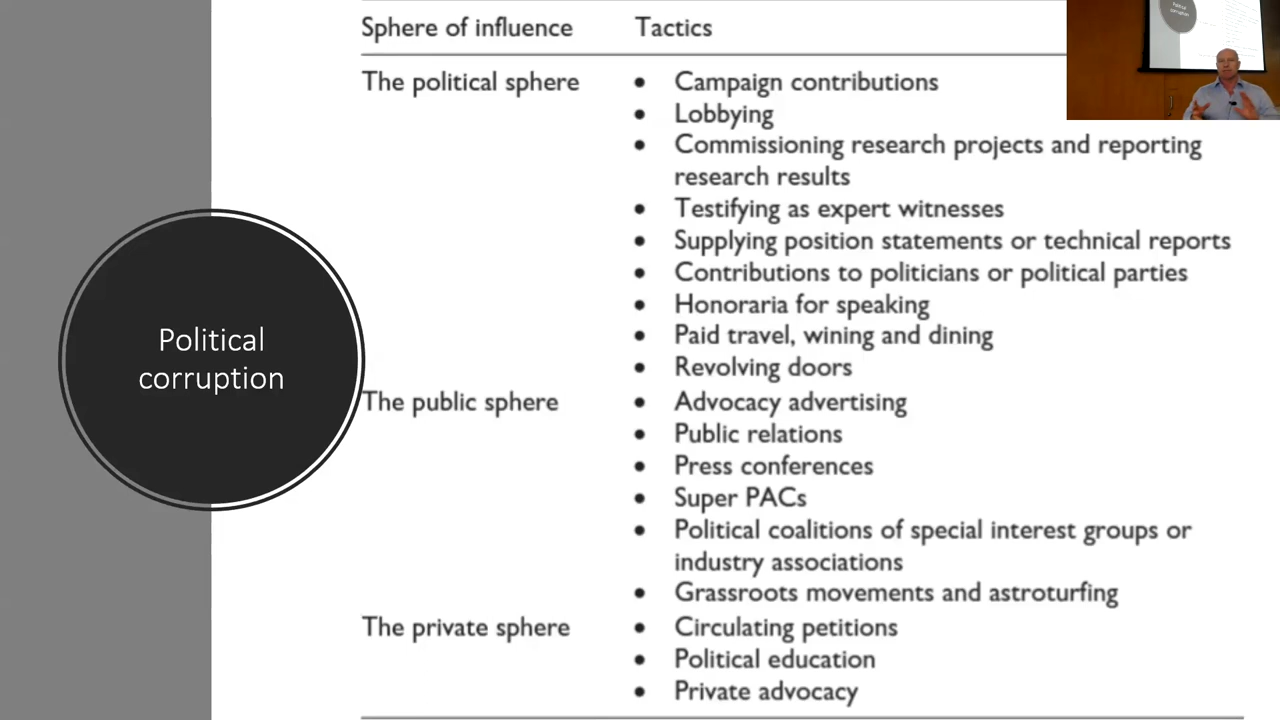 Sphere of influence Tactics
The political sphere • Campaign contributions
• Lobbying
• Commissioning research projects and reporting
research results
• Testifying as expert witnesses
• Supplying position statements or technical reports
• Contributions to politicians or political parties
• Honoraria for speaking
• Paid travel, wining and dining
• Revolving doors
The public sphere • Advocacy advertising
• Public relations
• Press conferences
• Super PACs
• Political coalitions of special interest groups or
industry associations
• Grassroots movements and astroturfing
The private sphere • Circulating petitions
• Political education
• Private advocacy
Political
corruption
Political
corruption